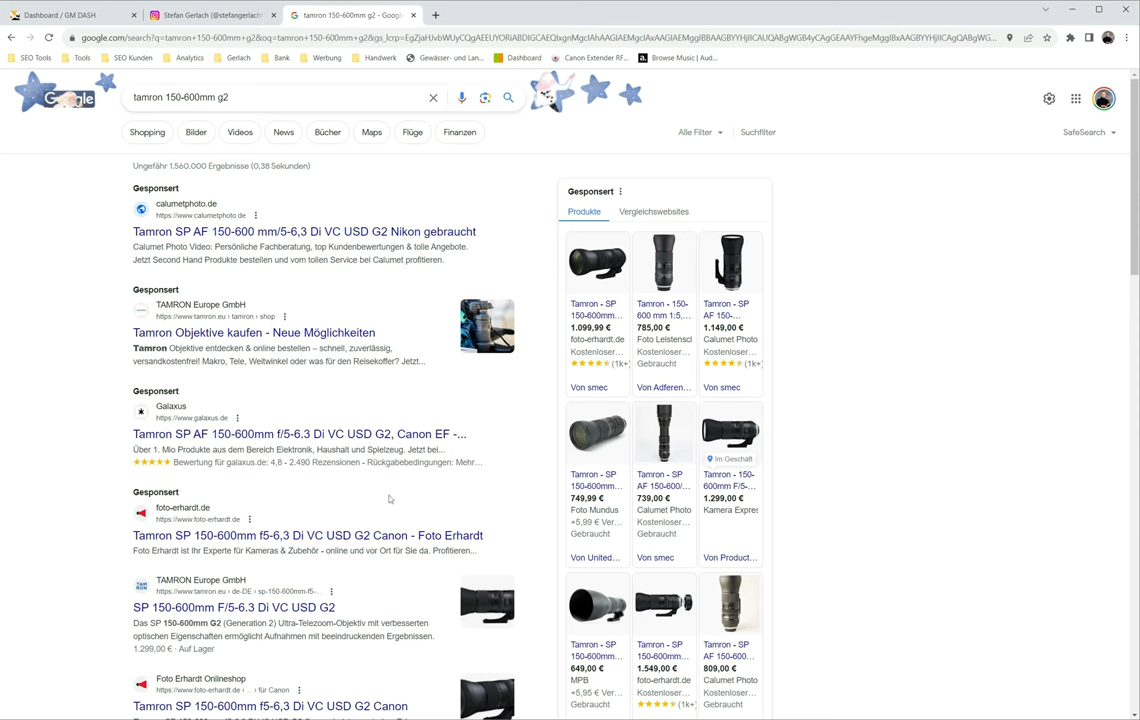 Dashboard / GM DASH
Stefan Gerlach (@stefangerlach
tamron 150-600mm g2 - Google
SEO Tools
Tools
SEO Kunden
Analytics
Gerlach
Bank
Werbung
Handwerk
Gewässer- und Lan...
Dashboard
Canon Extender RF...
Browse Music | Aud...
Google
tamron 150-600mm g2
Shopping
Bilder
Videos
News
Bücher
Maps
Flüge
Finanzen
Alle Filter
Suchfilter
SafeSearch
Ungefähr 1.560.000 Ergebnisse (0,38 Sekunden)
Gesponsert
calumetphoto.de
https://www.calumetphoto.de
Tamron SP AF 150-600 mm/5-6,3 Di VC USD G2 Nikon gebraucht
Calumet Photo Video: Persönliche Fachberatung, top Kundenbewertungen & tolle Angebote.
Jetzt Second Hand Produkte bestellen und vom tollen Service bei Calumet profitieren.
Gesponsert
TAMRON Europe GmbH
https://www.tamron.eu › tamron › shop
Tamron Objektive kaufen - Neue Möglichkeiten
Tamron Objektive entdecken & online bestellen – schnell, zuverlässig,
versandkostenfrei! Makro, Tele, Weitwinkel oder was für den Reisekoffer? Jetzt...
Gesponsert
Galaxus
https://www.galaxus.de
Tamron SP AF 150-600mm f/5-6.3 Di VC USD G2, Canon EF -...
Über 1. Mio Produkte aus dem Bereich Elektronik, Haushalt und Spielzeug. Jetzt bei...
Bewertung für galaxus.de: 4,8 - 2.490 Rezensionen - Rückgabebedingungen: Mehr...
Gesponsert
foto-erhardt.de
https://www.foto-erhardt.de
Tamron SP 150-600mm f5-6,3 Di VC USD G2 Canon - Foto Erhardt
Foto Erhardt ist Ihr Experte für Kameras & Zubehör - online und vor Ort für Sie da. Profitieren...
TAMRON Europe GmbH
https://www.tamron.eu › de-DE › sp-150-600mm-f5-...
SP 150-600mm F/5-6.3 Di VC USD G2
Das SP 150-600mm G2 (Generation 2) Ultra-Telezoom-Objektiv mit verbesserten
optischen Eigenschaften ermöglicht Aufnahmen mit beeindruckenden Ergebnissen.
1.299,00 € · Auf Lager
Foto Erhardt Onlineshop
https://www.foto-erhardt.de › ... › für Canon
Tamron SP 150-600mm f5-6,3 Di VC USD G2 Canon
Gesponsert
Produkte
Vergleichswebsites
Tamron - SP
150-600mm...
1.099,99 €
foto-erhardt.de
Kostenloser...
(1k+)
Von smec
Tamron - 150-
600 mm 1:5,...
785,00 €
Foto Leistenschl
Kostenloser...
Gebraucht
Von Adferen...
Tamron - SP
AF 150-...
1.149,00 €
Calumet Photo
Kostenloser...
(1k+)
Von smec
Tamron - SP
150-600mm...
749,99 €
Foto Mundus
+5,99 € Ver...
Gebraucht
Von United...
Tamron - SP
AF 150-600/...
739,00 €
Calumet Photo
Kostenloser...
Gebraucht
Von smec
Im Geschäft
Tamron - 150-
600mm F/5-...
1.299,00 €
Kamera Expres
Von Product...
Tamron - SP
150-600mm...
649,00 €
MPB
+5,95 € Ver...
Gebraucht
Tamron - SP
150-600mm...
1.549,00 €
foto-erhardt.de
Kostenloser...
(1k+)
Tamron - SP
AF 150-600...
809,00 €
Calumet Photo
Kostenloser...
Gebraucht